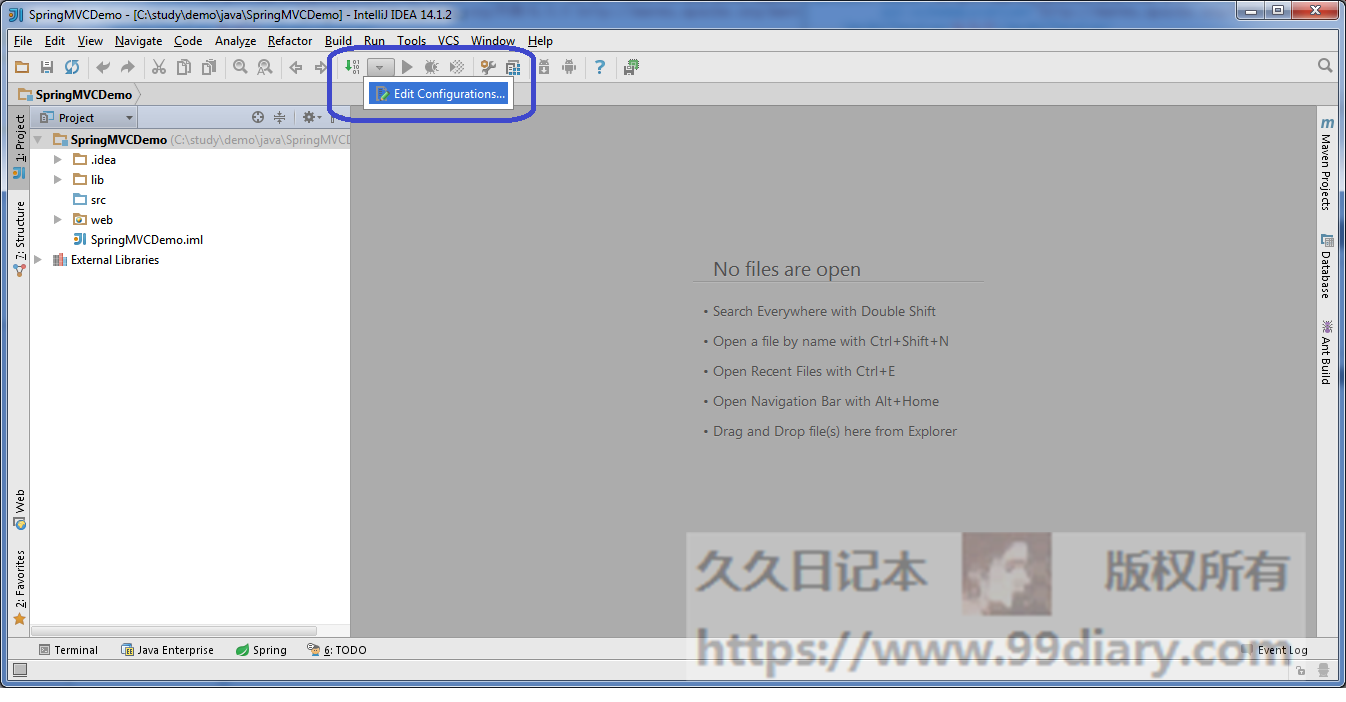 SpringMVCDemo - [C:\study\demo\java\SpringMVCDemo] - IntelliJ IDEA 14.1.2
File Edit View Navigate Code Analyze Refactor Build Run Tools VCS Window Help
SpringMVCDemo
Edit Configurations...
Project
1: Project
SpringMVCDemo (C:\study\demo\java\SpringMVCD
.idea
lib
src
web
SpringMVCDemo.iml
External Libraries
7: Structure
Web
2: Favorites
No files are open
• Search Everywhere with Double Shift
• Open a file by name with Ctrl+Shift+N
• Open Recent Files with Ctrl+E
• Open Navigation Bar with Alt+Home
• Drag and Drop file(s) here from Explorer
m Maven Projects
Database
Ant Build
久久日记本 版权所有
https://www.99diary.com
Terminal Java Enterprise Spring 6: TODO Event Log